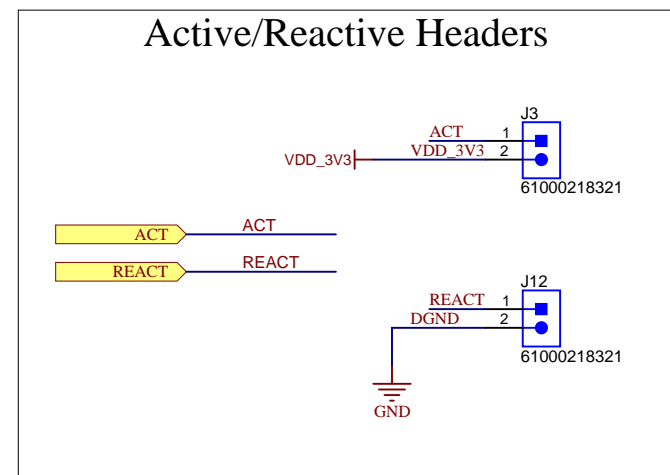 Active/Reactive Headers
J3
ACT 1
VDD_3V3 VDD_3V3 2
61000218321
ACT ACT
REACT REACT
J12
REACT 1
DGND 2
61000218321
GND